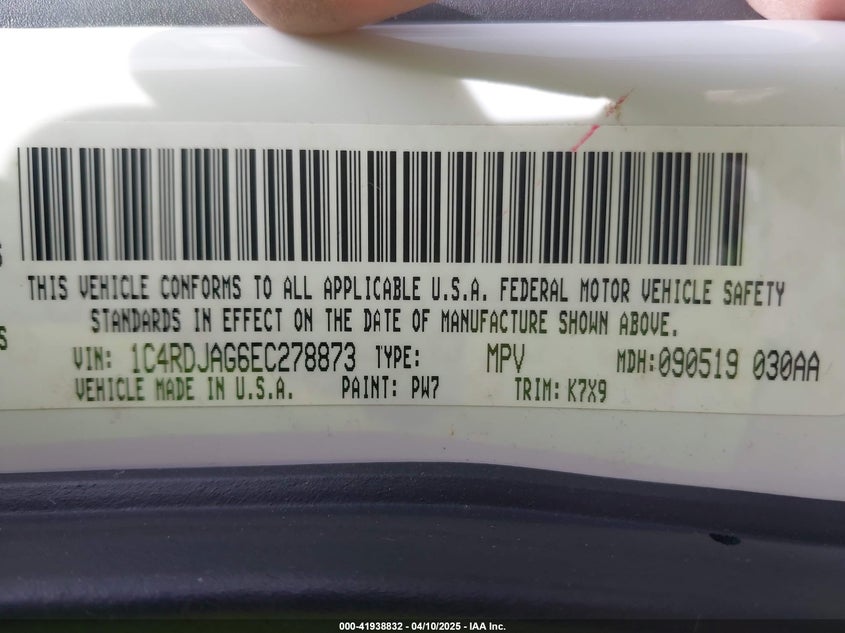 THIS VEHICLE CONFORMS TO ALL APPLICABLE U.S.A. FEDERAL MOTOR VEHICLE SAFETY
STANDARDS IN EFFECT ON THE DATE OF MANUFACTURE SHOWN ABOVE.
VIN: 1C4RDJAG6EC278873 TYPE: MPV MDH:090519 030AA
VEHICLE MADE IN U.S.A. PAINT: PW7 TRIM: K7X9
000-41938832 - 04/10/2025 - IAA Inc.